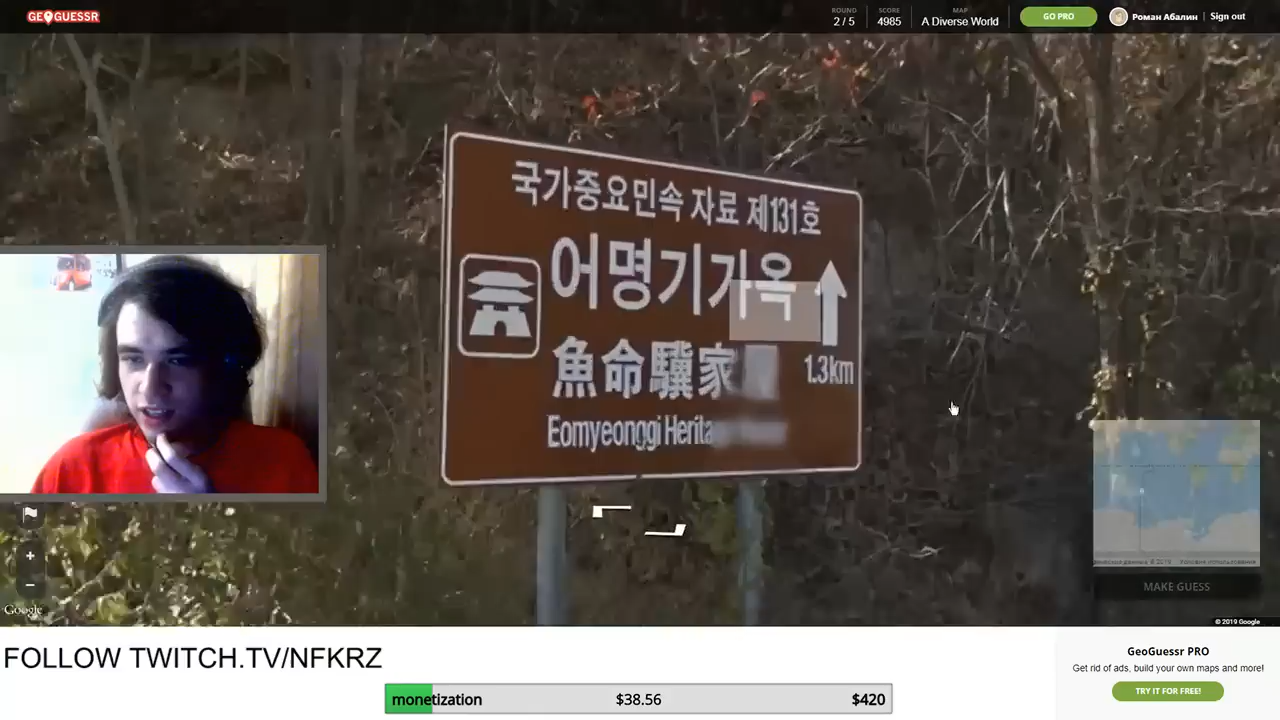 GEOGUESSR
ROUND
2 / 5
SCORE
4985
MAP
A Diverse World
GO PRO
Роман Абалин
Sign out
국가중요민속 자료 제131호
어명기가옥
魚命驥家
1.3km
Eomyeonggi
MAKE GUESS
Google
© 2019 Google
FOLLOW TWITCH.TV/NFKRZ
monetization
$38.56
$420
GeoGuessr PRO
Get rid of ads, build your own maps and more!
TRY IT FOR FREE!